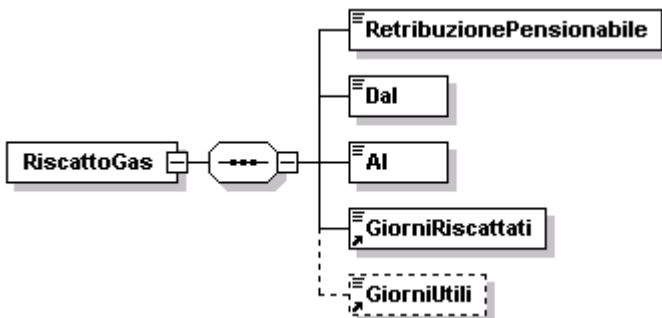 RetribuzionePensionabile
Dal
RiscattoGas
Al
GiorniRiscattati
GiorniUtili